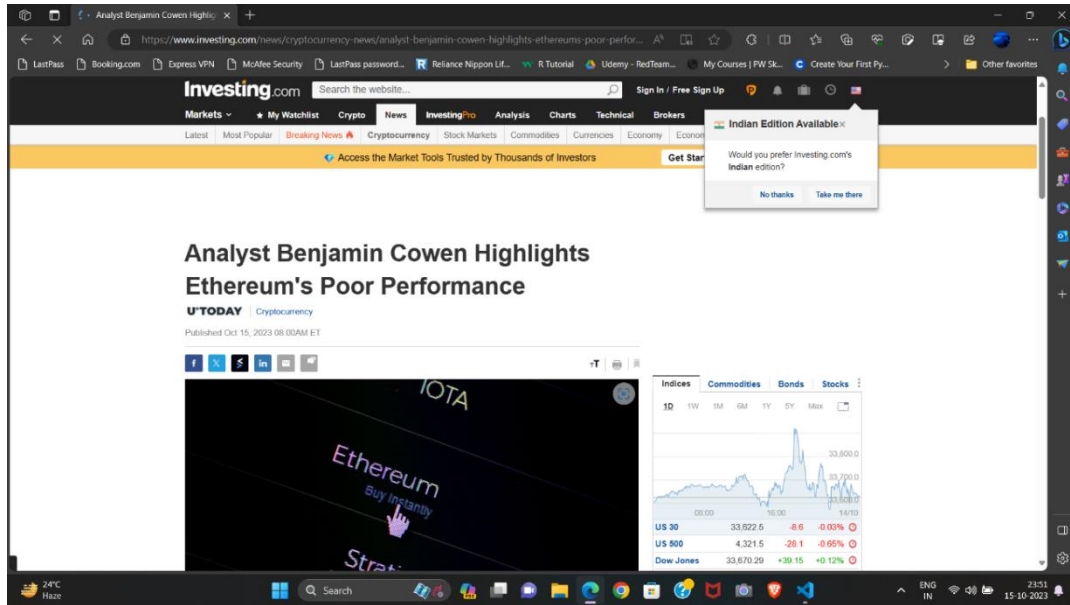 Analyst Benjamin Cowen Highlig
https://www.investing.com/news/cryptocurrency-news/analyst-benjamin-cowen-highlights-ethereums-poor-perfor...
LastPass Booking.com Express VPN McAfee Security LastPass password... Reliance Nippon Lif... R Tutorial Udemy - RedTeam... My Courses | PW Sk... Create Your First Py... Other favorites
Investing.com Search the website... Sign In / Free Sign Up
Markets My Watchlist Crypto News InvestingPro Analysis Charts Technical Brokers
Latest Most Popular Breaking News Cryptocurrency Stock Markets Commodities Currencies Economy Econom
Access the Market Tools Trusted by Thousands of Investors Get Star
Indian Edition Available
Would you prefer Investing.com's
Indian edition?
No thanks Take me there
Analyst Benjamin Cowen Highlights
Ethereum's Poor Performance
U'TODAY Cryptocurrency
Published Oct 15, 2023 08:00AM ET
IOTA
Ethereum
Buy Instantly
Strat
Indices Commodities Bonds Stocks
1D 1W 1M 6M 1Y 5Y Max
33,800.0
33,700.0
33,600.0
08:00 16:00 14/10
US 30 33,622.5 -8.6 -0.03%
US 500 4,321.5 -28.1 -0.65%
Dow Jones 33,670.29 +39.15 +0.12%
24°C
Haze
Search
ENG
IN
23:51
15-10-2023